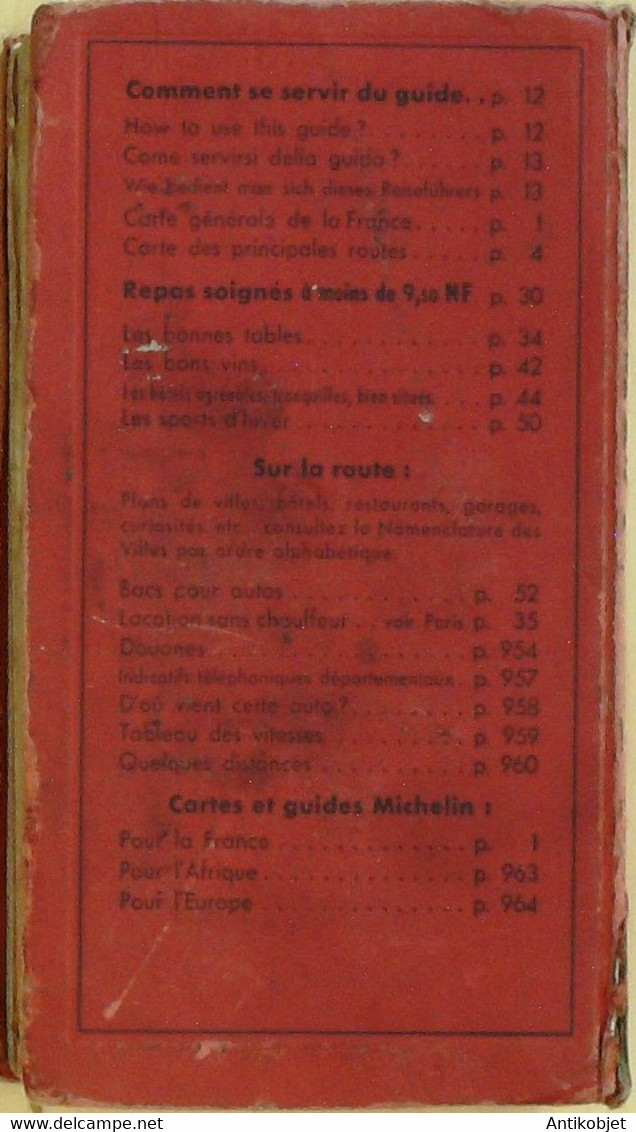 Comment se servir du guide. . p. 12
How to use this guide ? . . . . . . . . p. 12
Come servirsi della guida ? . . . . . . p. 13
Wie bedient man sich dieses Reiseführers p. 13
Carte générale de la France. . . . . . p. 1
Carte des principales routes . . . . . p. 4
Repas soignés à moins de 9,50 NF p. 30
Les bonnes tables . . . . . . . . . . . . p. 34
Les bons vins. . . . . . . . . . . . . . . p. 42
Les hôtels agréables, tranquilles, bien situés. . . . p. 44
Les sports d'hiver . . . . . . . . . . . . . p. 50
Sur la route :
Plans de villes, hôtels, restaurants, garages,
curiosités, etc... consultez la Nomenclature des
Villes par ordre alphabétique.
Bacs pour autos . . . . . . . . . . . . . p. 52
Location sans chauffeur . . voir Paris p. 35
Douanes . . . . . . . . . . . . . . . . . . p. 954
Indicatifs téléphoniques départementaux . p. 957
D'où vient cette auto ? . . . . . . . . p. 958
Tableau des vitesses . . . . . . . . . p. 959
Quelques distances . . . . . . . . . . p. 960
Cartes et guides Michelin :
Pour la France . . . . . . . . . . . . . p. 1
Pour l'Afrique . . . . . . . . . . . . . . p. 963
Pour l'Europe . . . . . . . . . . . . . . p. 964
Antikobjet